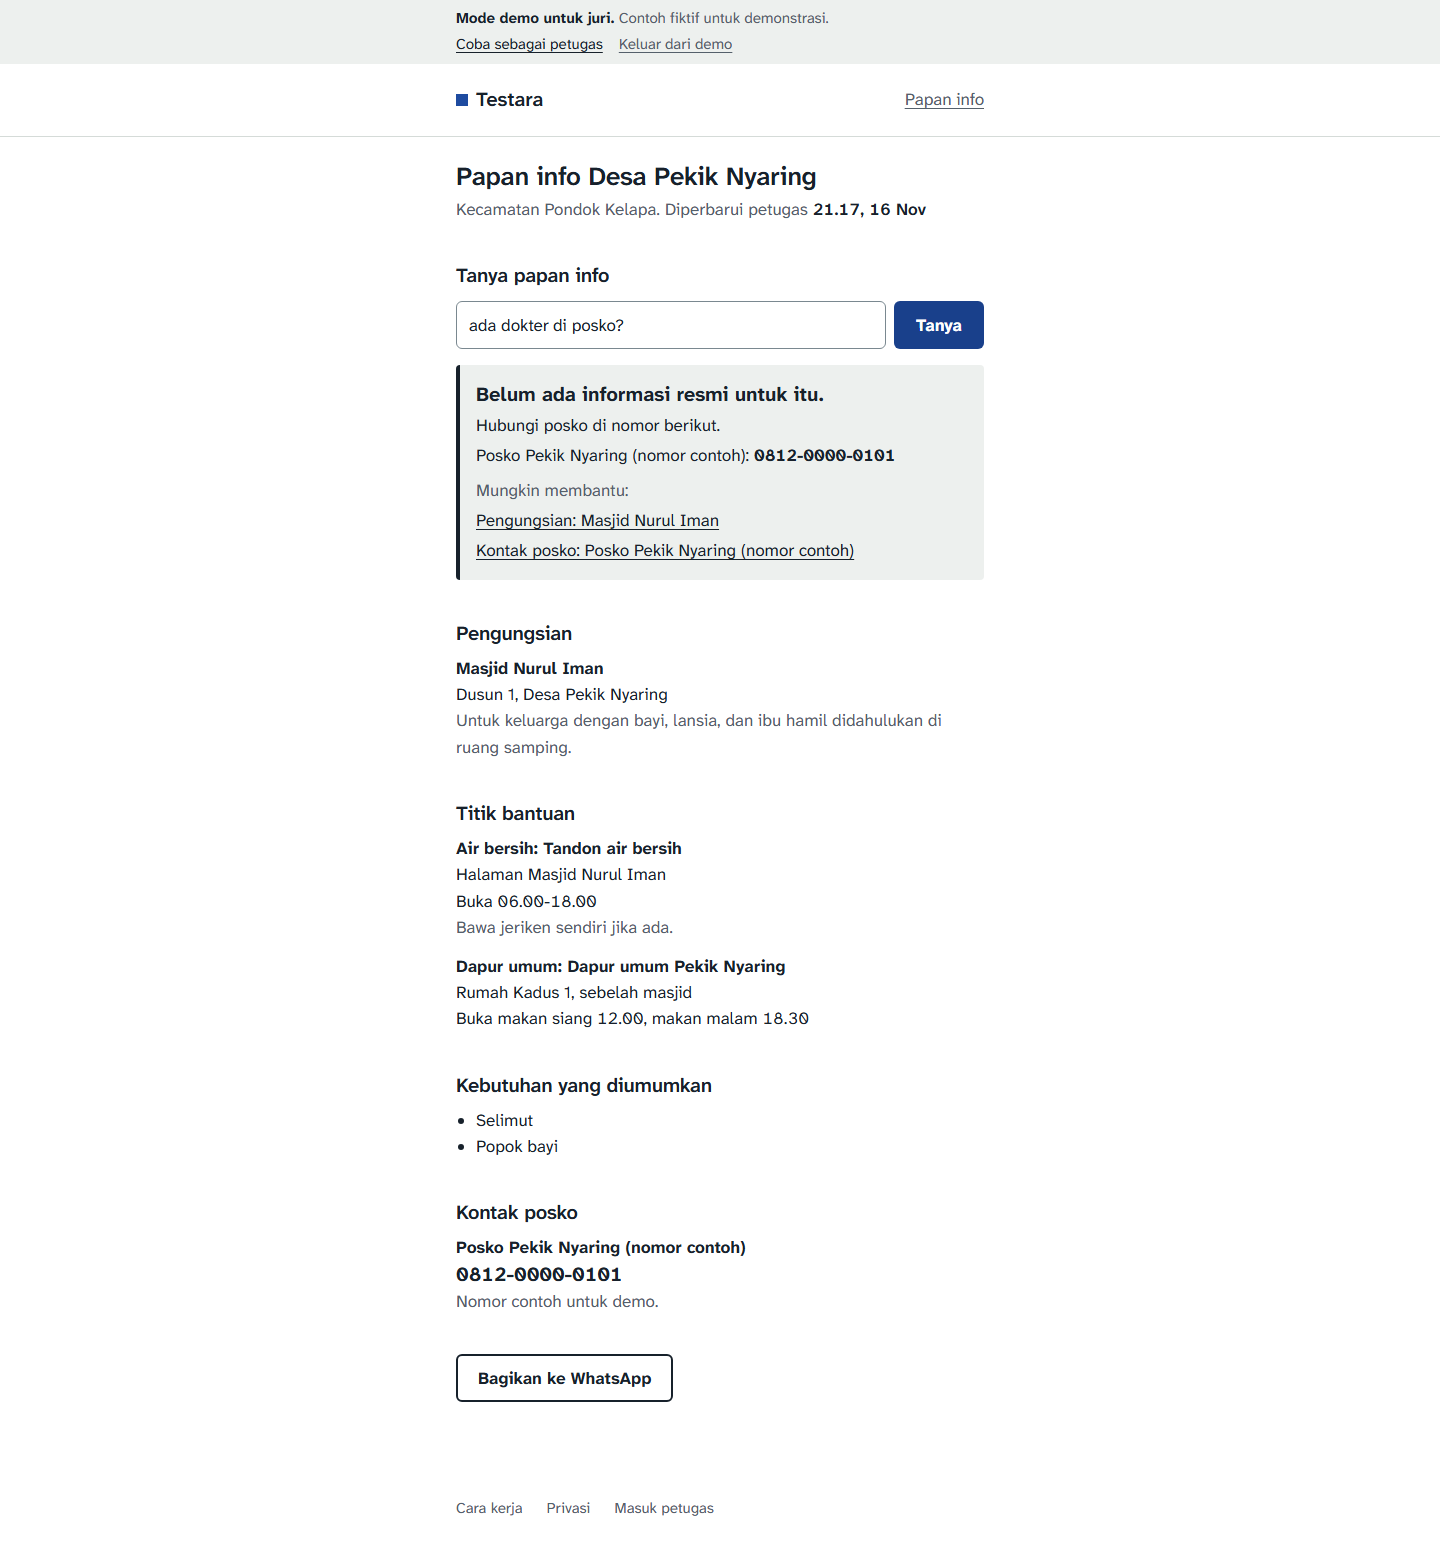 Mode demo untuk juri. Contoh fiktif untuk demonstrasi.
Coba sebagai petugas Keluar dari demo
Testara Papan info
Papan info Desa Pekik Nyaring
Kecamatan Pondok Kelapa. Diperbarui petugas 21.17, 16 Nov
Tanya papan info
ada dokter di posko? Tanya
Belum ada informasi resmi untuk itu.
Hubungi posko di nomor berikut.
Posko Pekik Nyaring (nomor contoh): 0812-0000-0101
Mungkin membantu:
Pengungsian: Masjid Nurul Iman
Kontak posko: Posko Pekik Nyaring (nomor contoh)
Pengungsian
Masjid Nurul Iman
Dusun 1, Desa Pekik Nyaring
Untuk keluarga dengan bayi, lansia, dan ibu hamil didahulukan di
ruang samping.
Titik bantuan
Air bersih: Tandon air bersih
Halaman Masjid Nurul Iman
Buka 06.00-18.00
Bawa jeriken sendiri jika ada.
Dapur umum: Dapur umum Pekik Nyaring
Rumah Kadus 1, sebelah masjid
Buka makan siang 12.00, makan malam 18.30
Kebutuhan yang diumumkan
• Selimut
• Popok bayi
Kontak posko
Posko Pekik Nyaring (nomor contoh)
0812-0000-0101
Nomor contoh untuk demo.
Bagikan ke WhatsApp
Cara kerja Privasi Masuk petugas